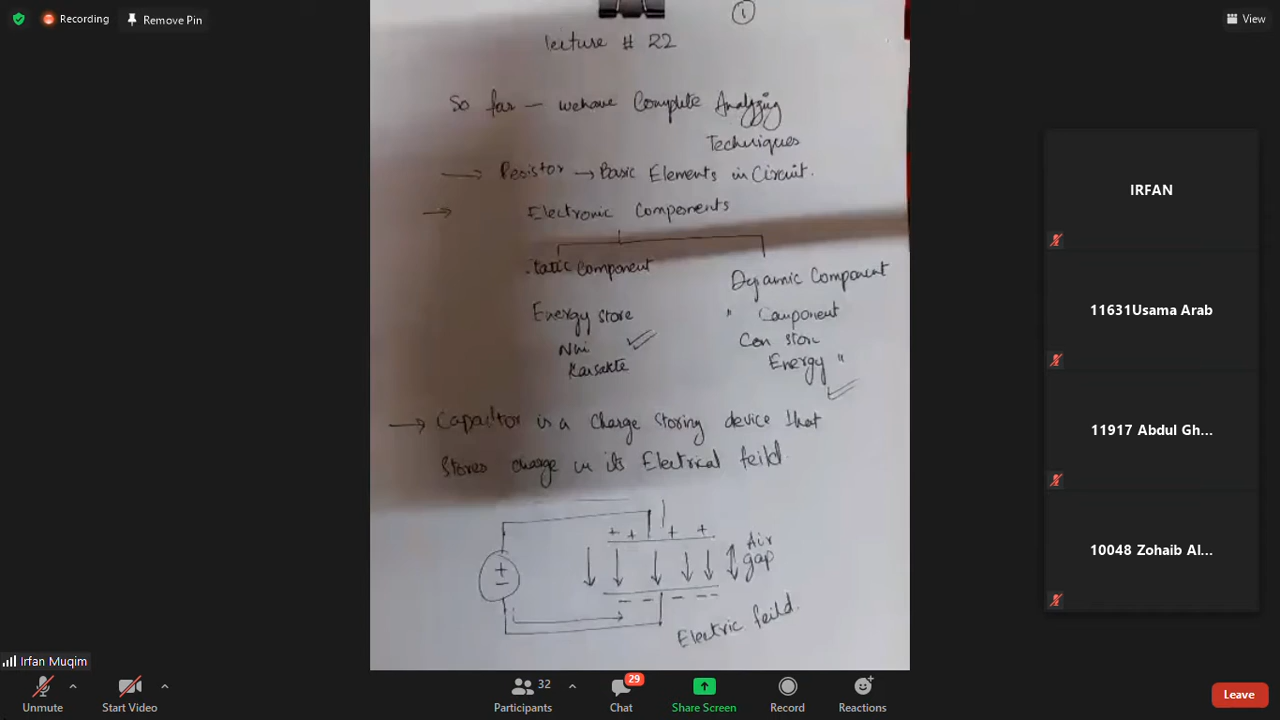 Recording
Remove Pin
View
1
lecture # 22
So far — wehave Complete Analyzing
Techniques
→ Resistor → Basic Elements in Circuit.
→ Electronic Components
tatic Component
Dynamic Component
Energy store
Nhi
Karsakte
" Component
Can store
Energy "
→ Capacitor is a charge storing device that
stores charge in its Electrical feild.
+ + + +
Air
gap
+
-
- - - - -
Electric feild.
IRFAN
11631Usama Arab
11917 Abdul Gh...
10048 Zohaib Al...
Irfan Muqim
Unmute
Start Video
32
Participants
29
Chat
Share Screen
Record
Reactions
Leave